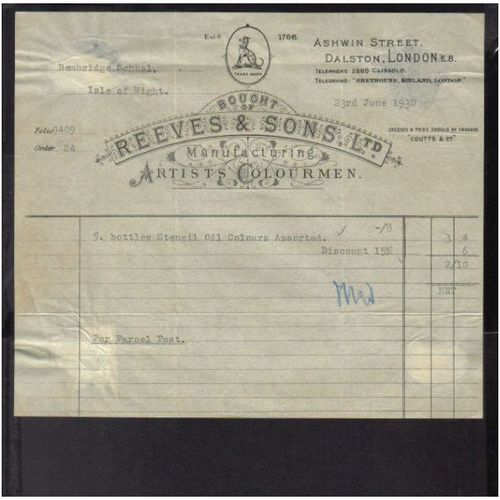 Estd 1766
TRADE MARK
ASHWIN STREET.
DALSTON, LONDON E.8.
TELEPHONE 2880 CLISSOLD.
TELEGRAMS: "GREYHOUND, KINLAND, LONDON."
Bembridge School,
Isle of Wight.
23rd June 1930
BOUGHT
OF
REEVES & SONS, LTD
Manufacturing
ARTISTS' COLOURMEN.
Folio 9409
Order 24
CHEQUES & P.O.O.S. SHOULD BE CROSSED
"COUTTS & Co"
5. bottles Stencil Oil Colours Assorted. -/8 3 4
Discount 15% 6
2/10
NET
Per Parcel Post.